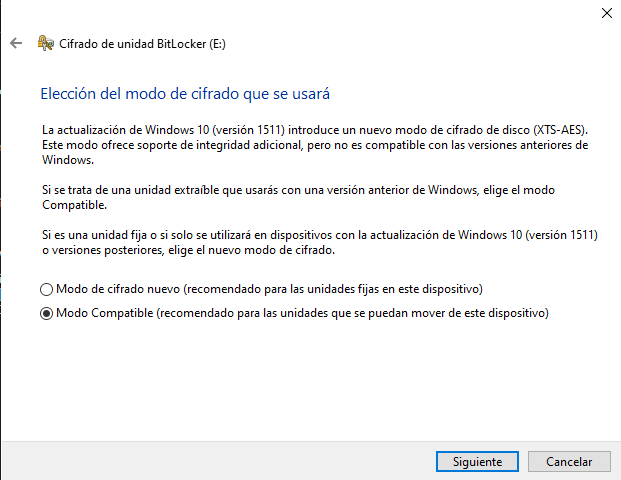 Cifrado de unidad BitLocker (E:)
Elección del modo de cifrado que se usará
La actualización de Windows 10 (versión 1511) introduce un nuevo modo de cifrado de disco (XTS-AES).
Este modo ofrece soporte de integridad adicional, pero no es compatible con las versiones anteriores de
Windows.
Si se trata de una unidad extraíble que usarás con una versión anterior de Windows, elige el modo
Compatible.
Si es una unidad fija o si solo se utilizará en dispositivos con la actualización de Windows 10 (versión 1511)
o versiones posteriores, elige el nuevo modo de cifrado.
Modo de cifrado nuevo (recomendado para las unidades fijas en este dispositivo)
Modo Compatible (recomendado para las unidades que se puedan mover de este dispositivo)
Siguiente
Cancelar